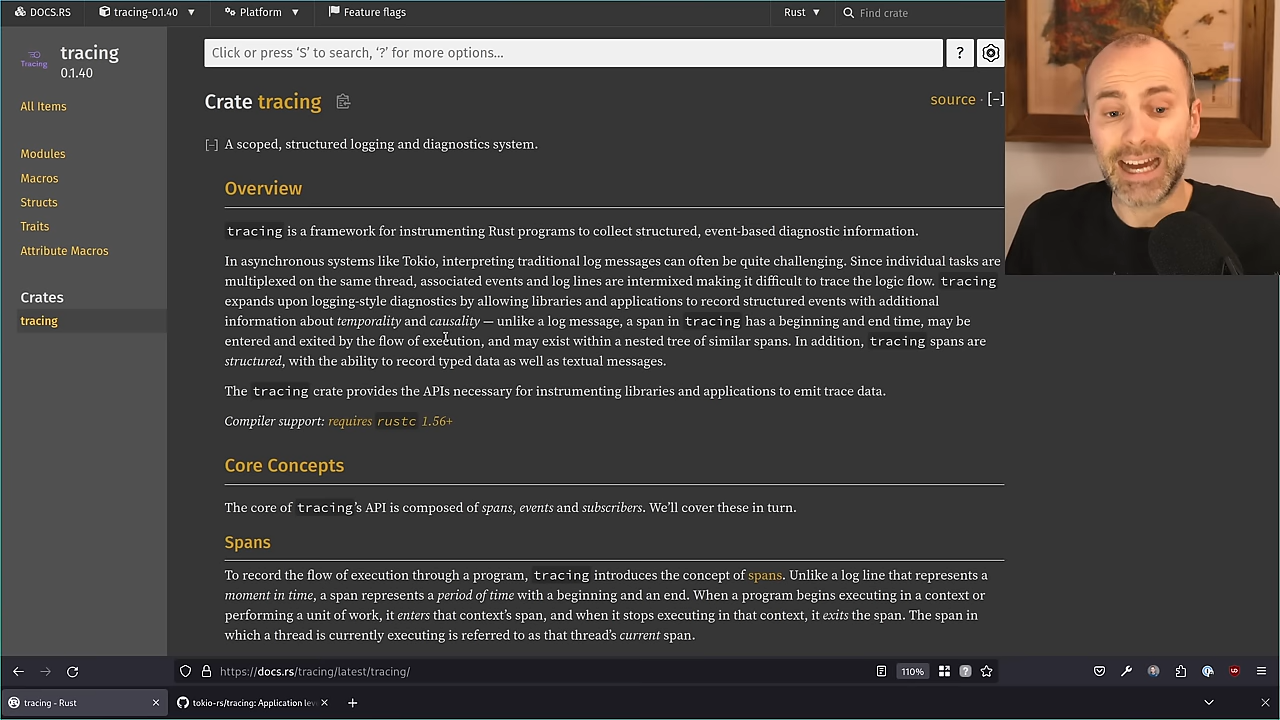 DOCS.RS tracing-0.1.40 ▼ Platform ▼ Feature flags Rust ▼ Find crate
Tracing
tracing
0.1.40
All Items
Modules
Macros
Structs
Traits
Attribute Macros
Crates
tracing
Click or press ‘S’ to search, ‘?’ for more options…
?
Crate tracing
source · [−]
[−] A scoped, structured logging and diagnostics system.
Overview
tracing is a framework for instrumenting Rust programs to collect structured, event-based diagnostic information.
In asynchronous systems like Tokio, interpreting traditional log messages can often be quite challenging. Since individual tasks are
multiplexed on the same thread, associated events and log lines are intermixed making it difficult to trace the logic flow. tracing
expands upon logging-style diagnostics by allowing libraries and applications to record structured events with additional
information about temporality and causality — unlike a log message, a span in tracing has a beginning and end time, may be
entered and exited by the flow of execution, and may exist within a nested tree of similar spans. In addition, tracing spans are
structured, with the ability to record typed data as well as textual messages.
The tracing crate provides the APIs necessary for instrumenting libraries and applications to emit trace data.
Compiler support: requires rustc 1.56+
Core Concepts
The core of tracing’s API is composed of spans, events and subscribers. We’ll cover these in turn.
Spans
To record the flow of execution through a program, tracing introduces the concept of spans. Unlike a log line that represents a
moment in time, a span represents a period of time with a beginning and an end. When a program begins executing in a context or
performing a unit of work, it enters that context’s span, and when it stops executing in that context, it exits the span. The span in
which a thread is currently executing is referred to as that thread’s current span.
https://docs.rs/tracing/latest/tracing/ 110%
tracing - Rust tokio-rs/tracing: Application leve